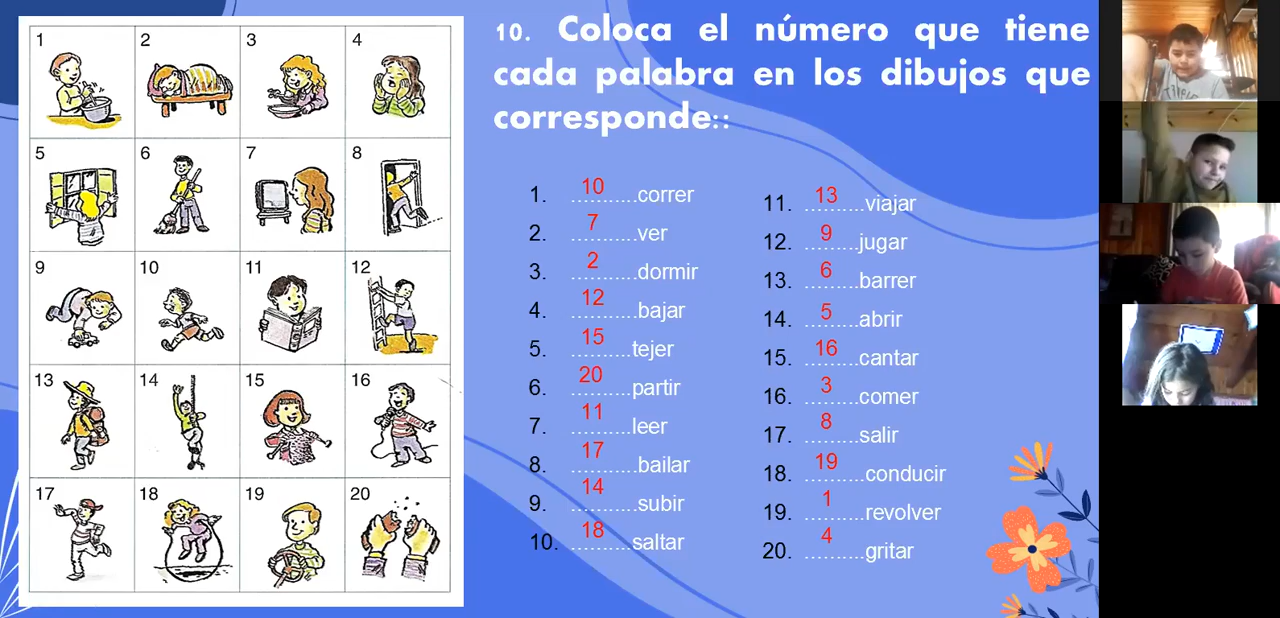 1 2 3 4
5 6 7 8
9 10 11 12
13 14 15 16
17 18 19 20
10. Coloca el número que tiene
cada palabra en los dibujos que
corresponde::
1. 10 ...........correr
2. 7 ...........ver
3. 2 ...........dormir
4. 12 ...........bajar
5. 15 ..........tejer
6. 20 ..........partir
7. 11 ..........leer
8. 17 ...........bailar
9. 14 ..........subir
10. 18 ..........saltar
11. 13 ..........viajar
12. 9 .........jugar
13. 6 .........barrer
14. 5 .........abrir
15. 16 .........cantar
16. 3 .........comer
17. 8 .........salir
18. 19 ..........conducir
19. 1 ..........revolver
20. 4 ..........gritar